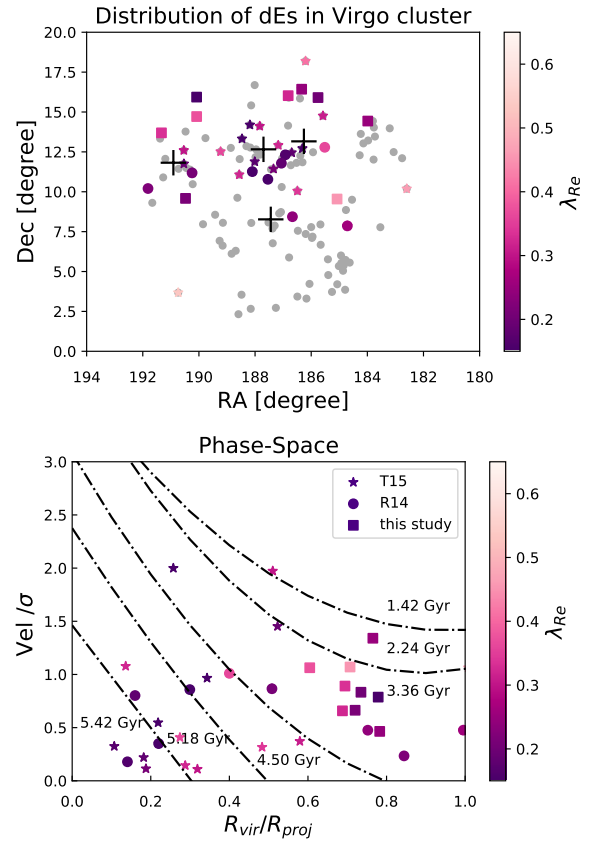 Distribution of dEs in Virgo cluster
20.0
17.5
15.0
12.5
10.0
7.5
5.0
2.5
0.0
Dec [degree]
194 192 190 188 186 184 182 180
RA [degree]
0.6
0.5
0.4
0.3
0.2
λRe
Phase-Space
3.0
2.5
2.0
1.5
1.0
0.5
0.0
Vel /σ
T15
R14
this study
1.42 Gyr
2.24 Gyr
3.36 Gyr
5.42 Gyr
5.18 Gyr
4.50 Gyr
0.0 0.2 0.4 0.6 0.8 1.0
Rvir/Rproj
0.6
0.5
0.4
0.3
0.2
λRe